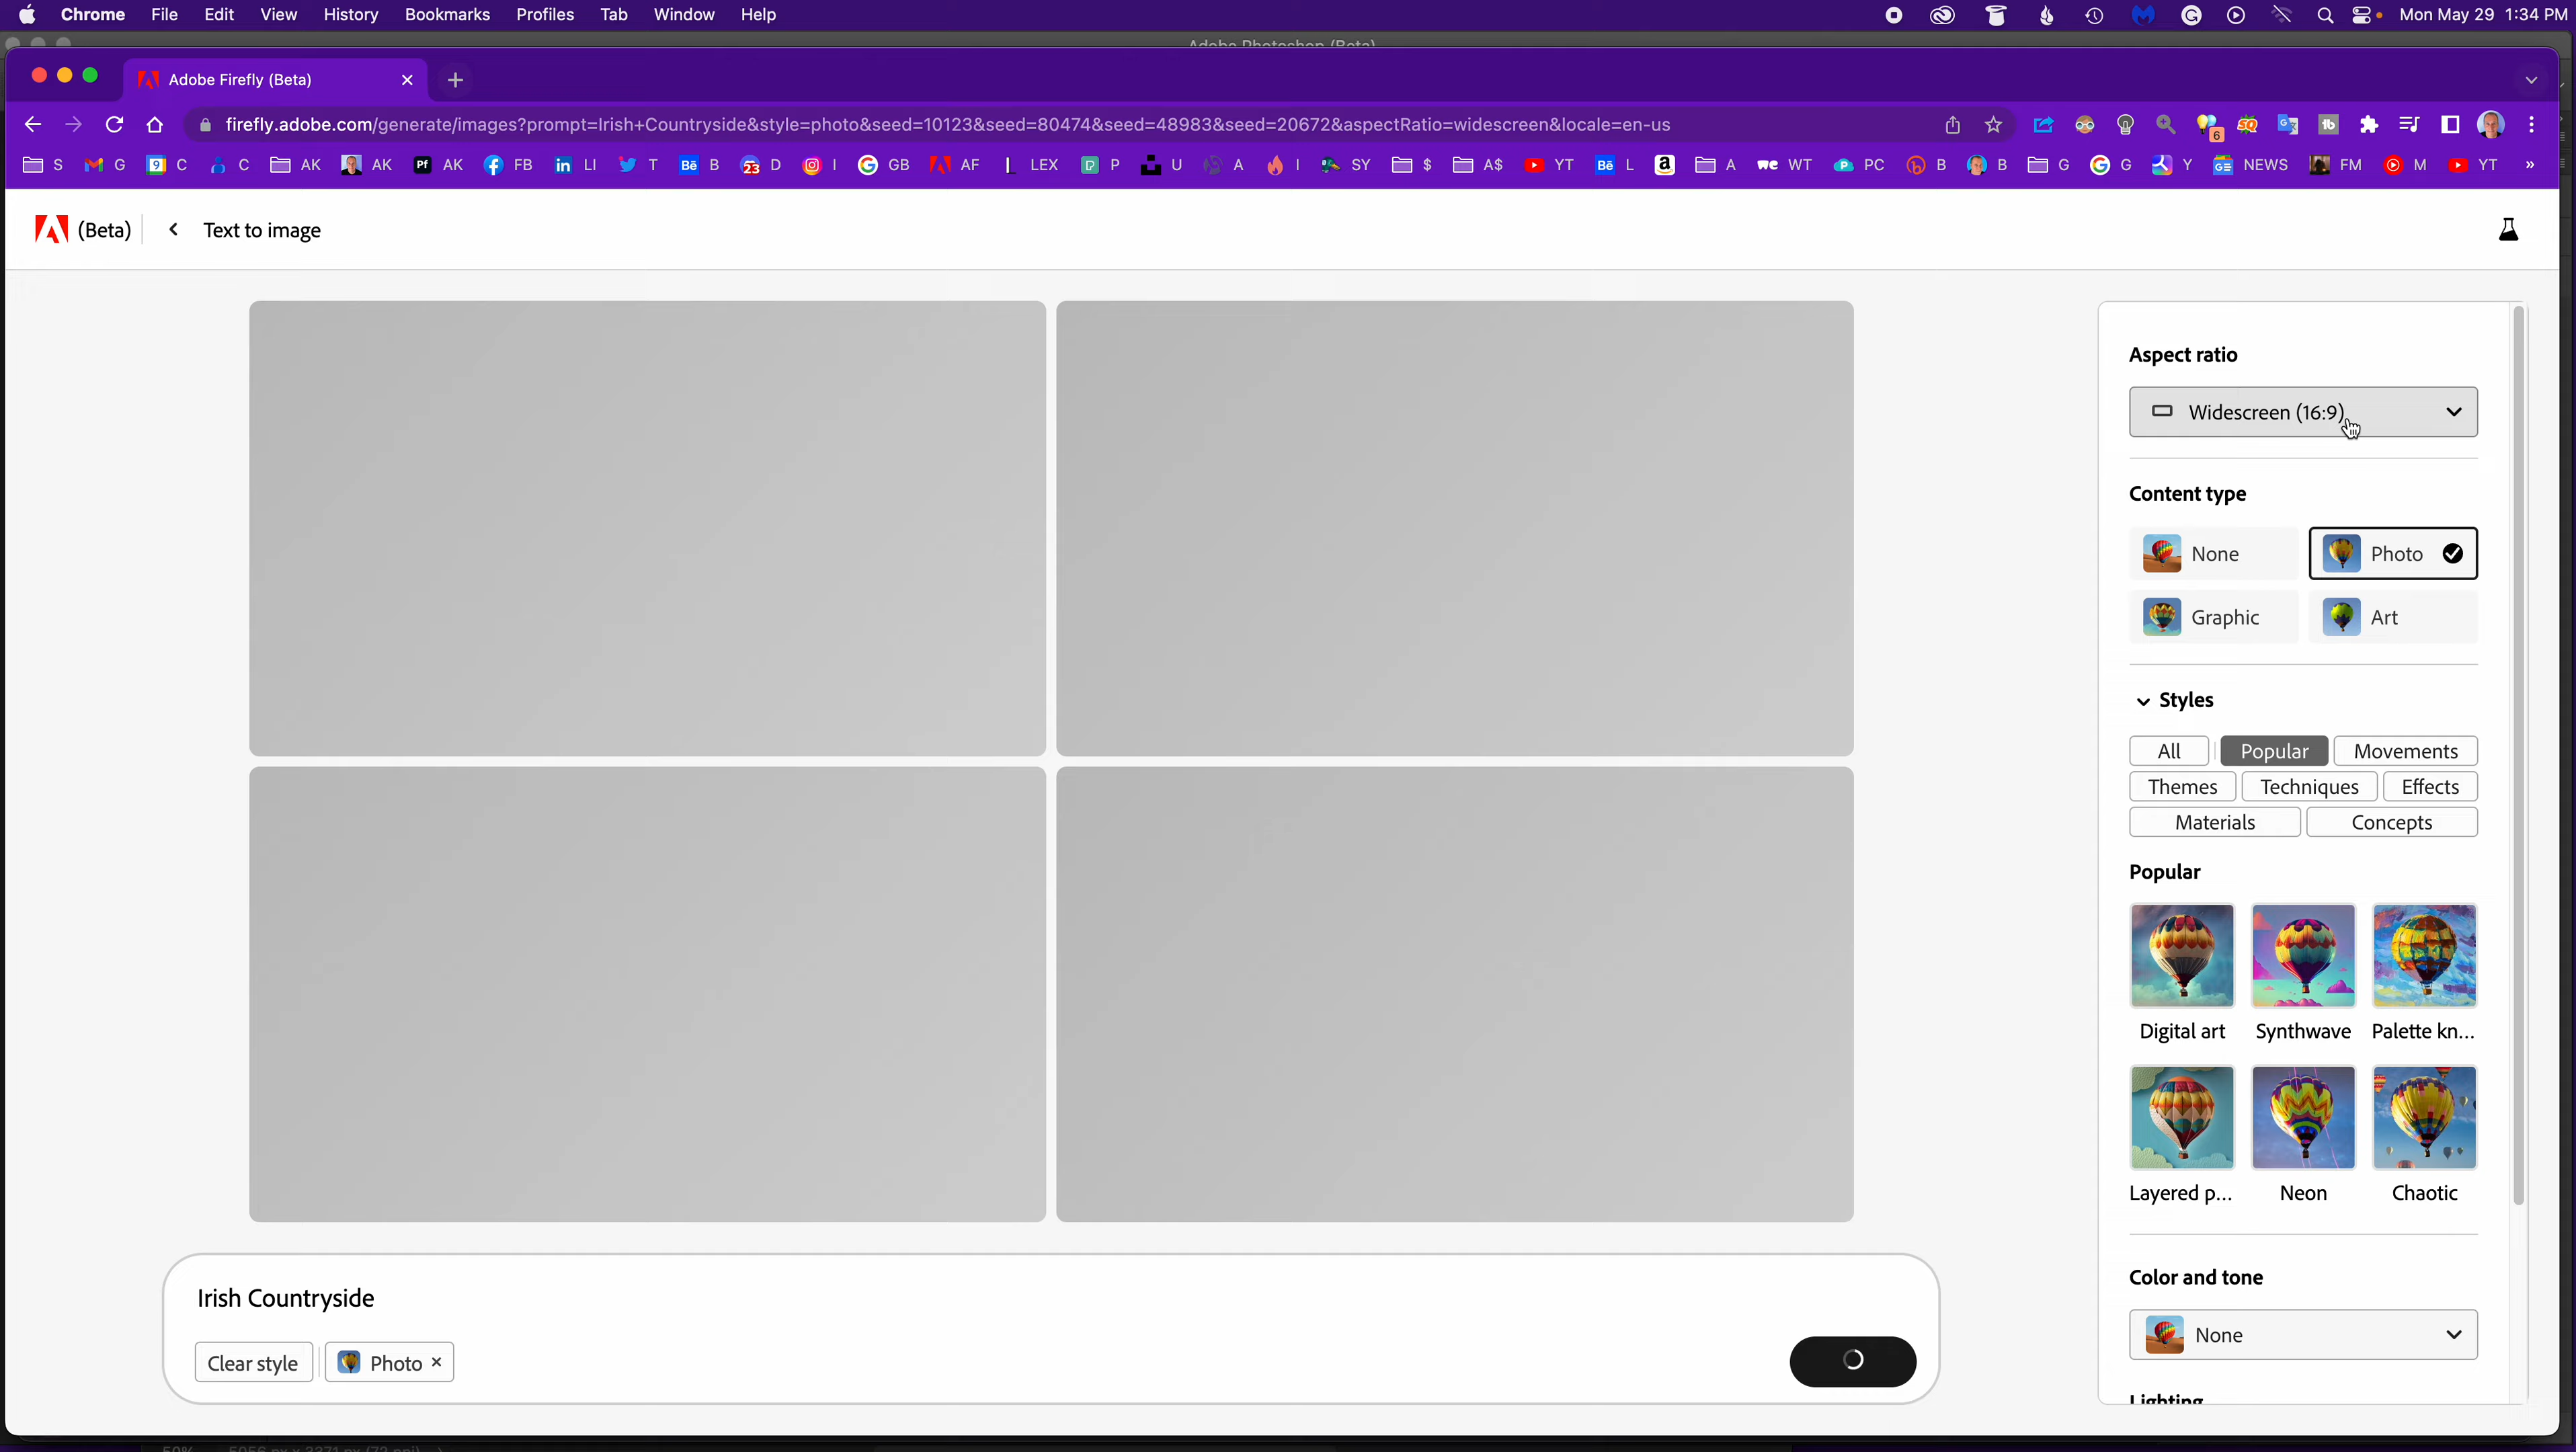 Chrome File Edit View History Bookmarks Profiles Tab Window Help Mon May 29 1:34 PM
Adobe Photoshop (Beta)
Adobe Firefly (Beta)
firefly.adobe.com/generate/images?prompt=Irish+Countryside&style=photo&seed=10123&seed=80474&seed=48983&seed=20672&aspectRatio=widescreen&locale=en-us
S G C C AK AK AK FB LI T B D I GB AF LEX P U A I SY $ A$ YT L A WT PC B B G G Y NEWS FM M YT »
(Beta) Text to image
Aspect ratio
Widescreen (16:9)
Content type
None Photo
Graphic Art
Styles
All Popular Movements
Themes Techniques Effects
Materials Concepts
Popular
Digital art Synthwave Palette kn...
Layered p... Neon Chaotic
Color and tone
None
Lighting
Irish Countryside
Clear style Photo ×